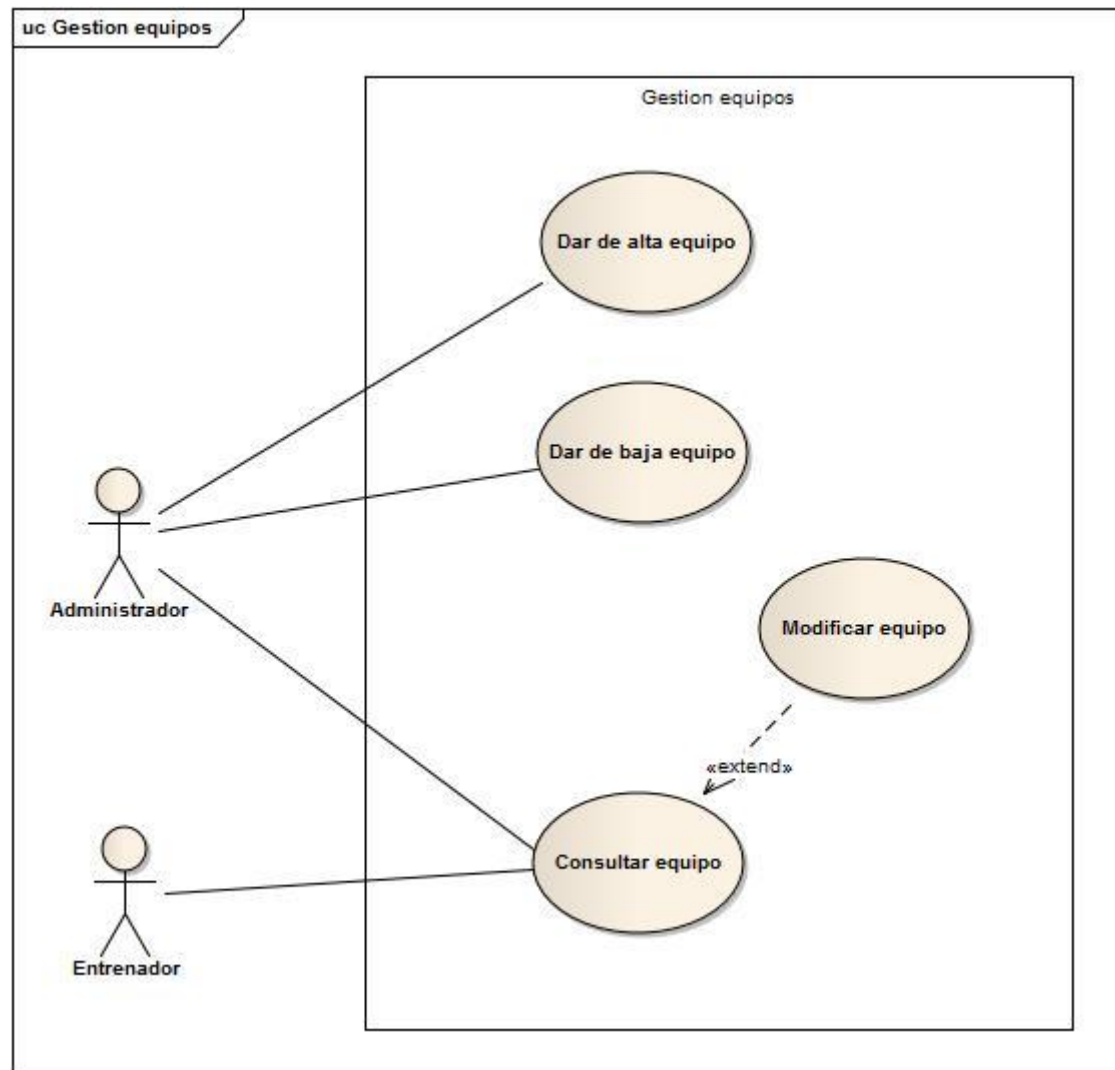 uc Gestion equipos
Gestion equipos
Dar de alta equipo
Dar de baja equipo
Administrador
Modificar equipo
«extend»
Consultar equipo
Entrenador